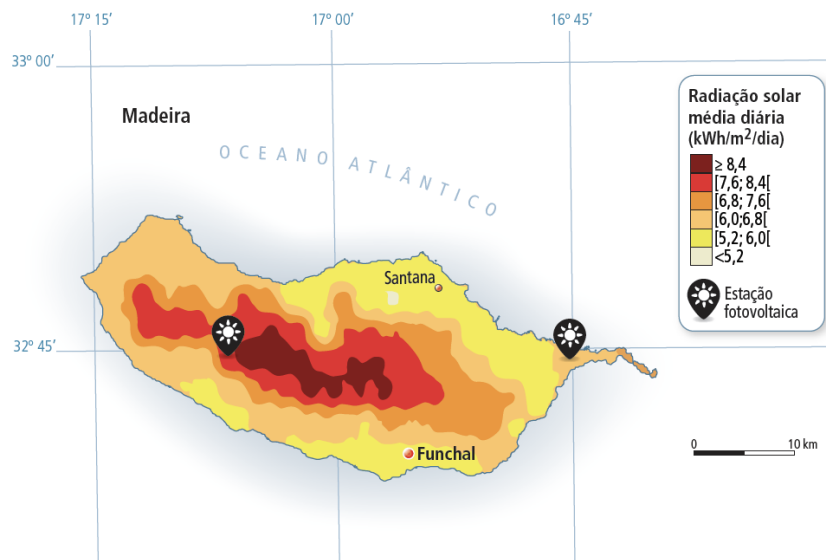 17º 15’
17º 00’
16º 45’
33º 00’
Madeira
OCEANO ATLÂNTICO
Radiação solar
média diária
(kWh/m²/dia)
≥ 8,4
[7,6; 8,4[
[6,8; 7,6[
[6,0;6,8[
[5,2; 6,0[
<5,2
Estação
fotovoltaica
Santana
32º 45’
Funchal
0 10 km